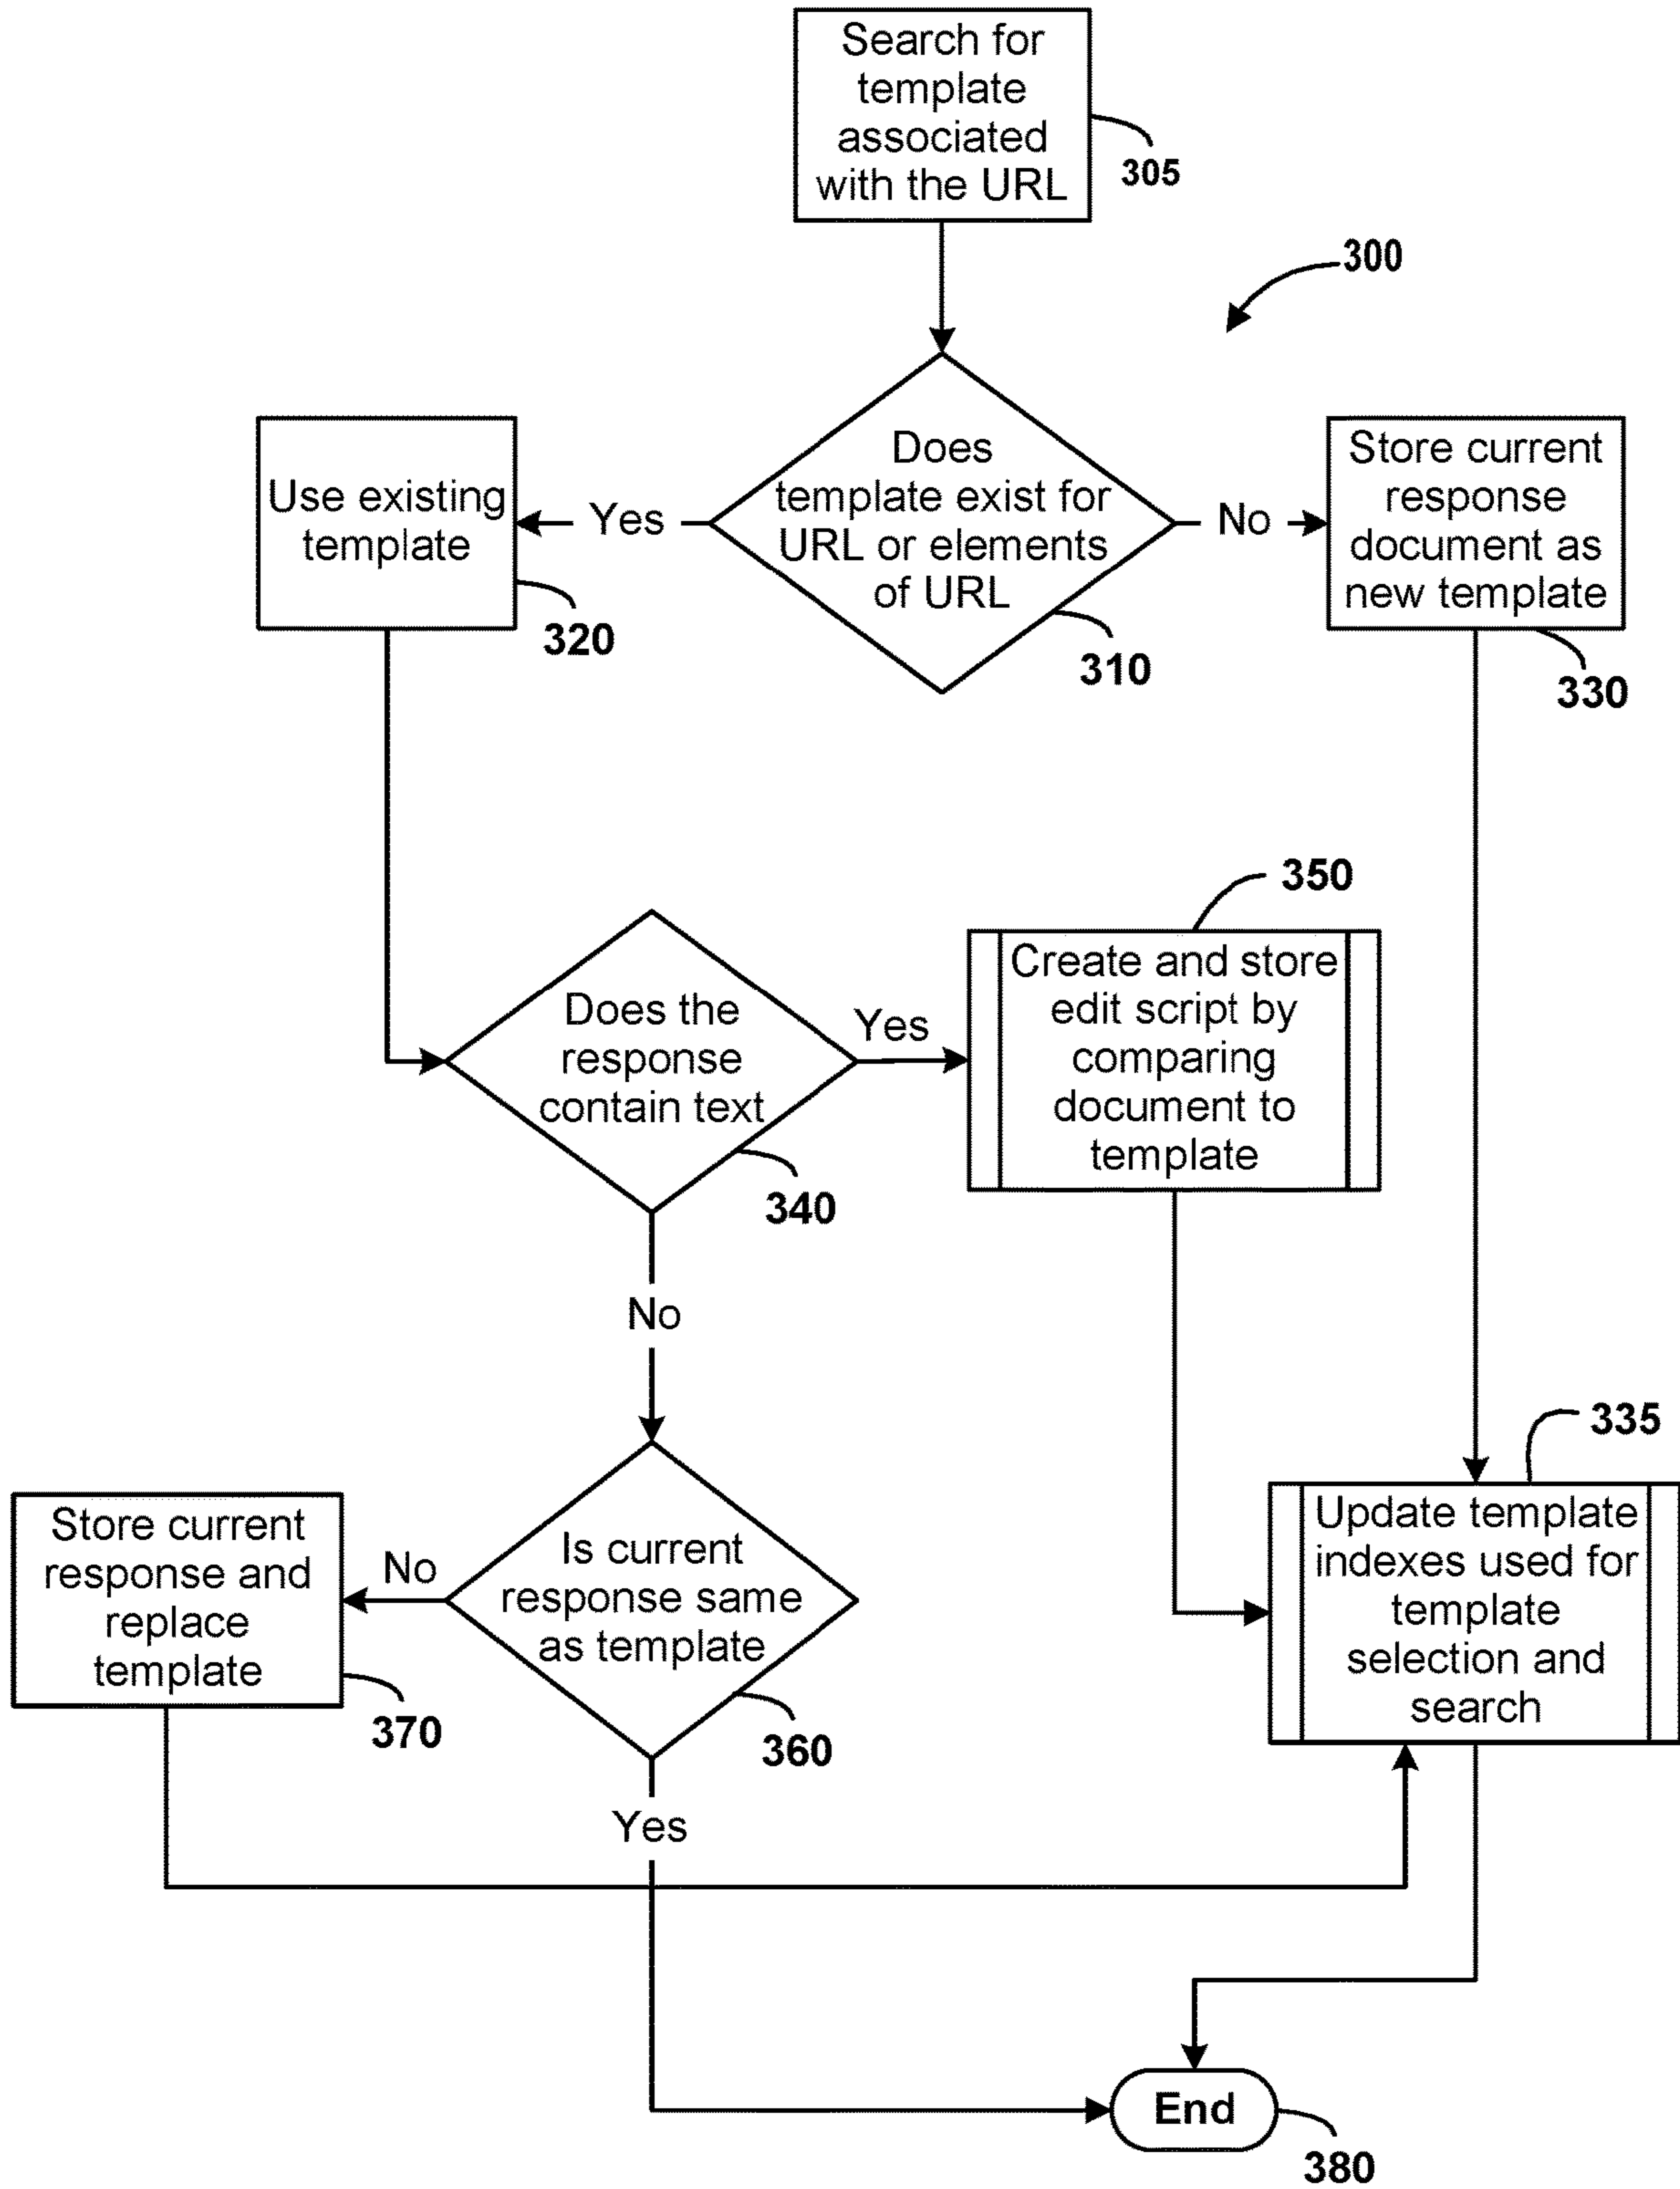 Search for
template
associated
with the URL
305
300
Does
template exist for
URL or elements
of URL
310
Yes
No
Use existing
template
320
Store current
response
document as
new template
330
350
Create and store
edit script by
comparing
document to
template
Does the
response
contain text
340
Yes
No
335
Update template
indexes used for
template
selection and
search
Is current
response same
as template
360
No
Store current
response and
replace
template
370
Yes
End
380